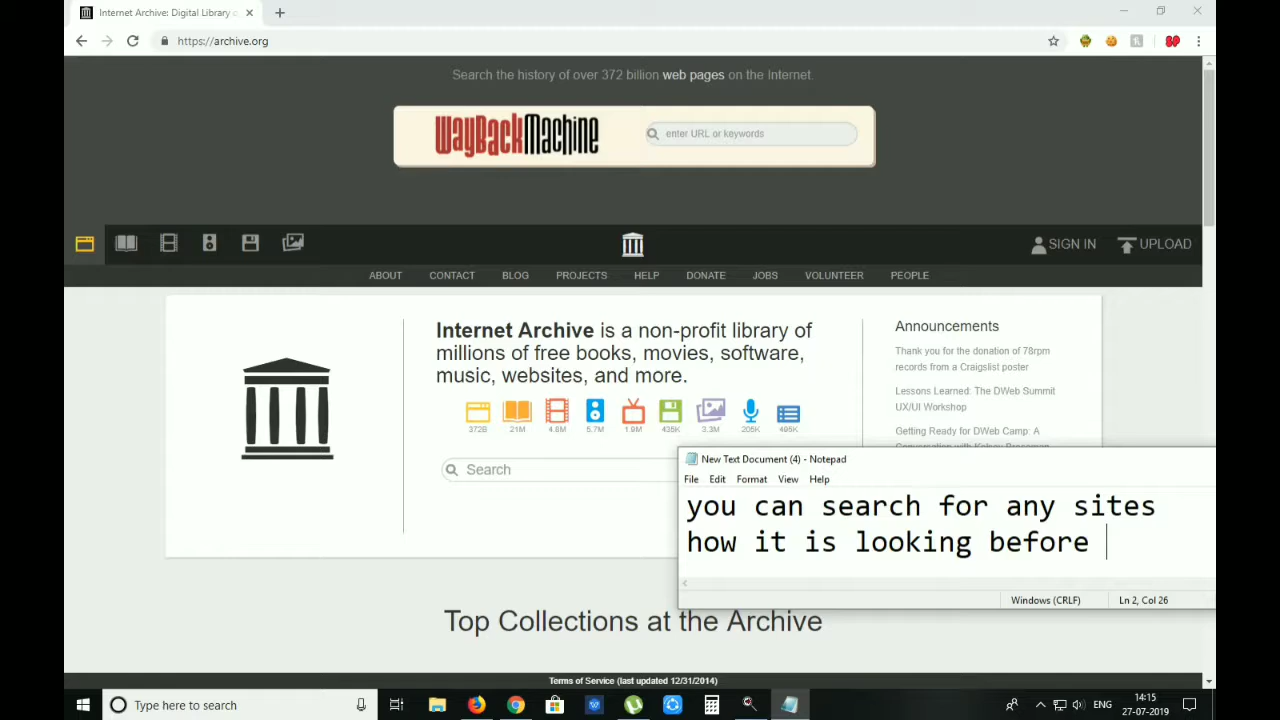 Internet Archive: Digital Library o
https://archive.org
Search the history of over 372 billion web pages on the Internet.
WayBackMachine
enter URL or keywords
SIGN IN
UPLOAD
ABOUT CONTACT BLOG PROJECTS HELP DONATE JOBS VOLUNTEER PEOPLE
Internet Archive is a non-profit library of
millions of free books, movies, software,
music, websites, and more.
372B 21M 4.6M 5.7M 1.9M 435K 3.3M 205K 495K
Search
Announcements
Thank you for the donation of 78rpm
records from a Craigslist poster
Lessons Learned: The DWeb Summit
UX/UI Workshop
Getting Ready for DWeb Camp: A
New Text Document (4) - Notepad
File Edit Format View Help
you can search for any sites
how it is looking before
Windows (CRLF) Ln 2, Col 26
Top Collections at the Archive
Terms of Service (last updated 12/31/2014)
Type here to search
ENG
14:15
27-07-2019